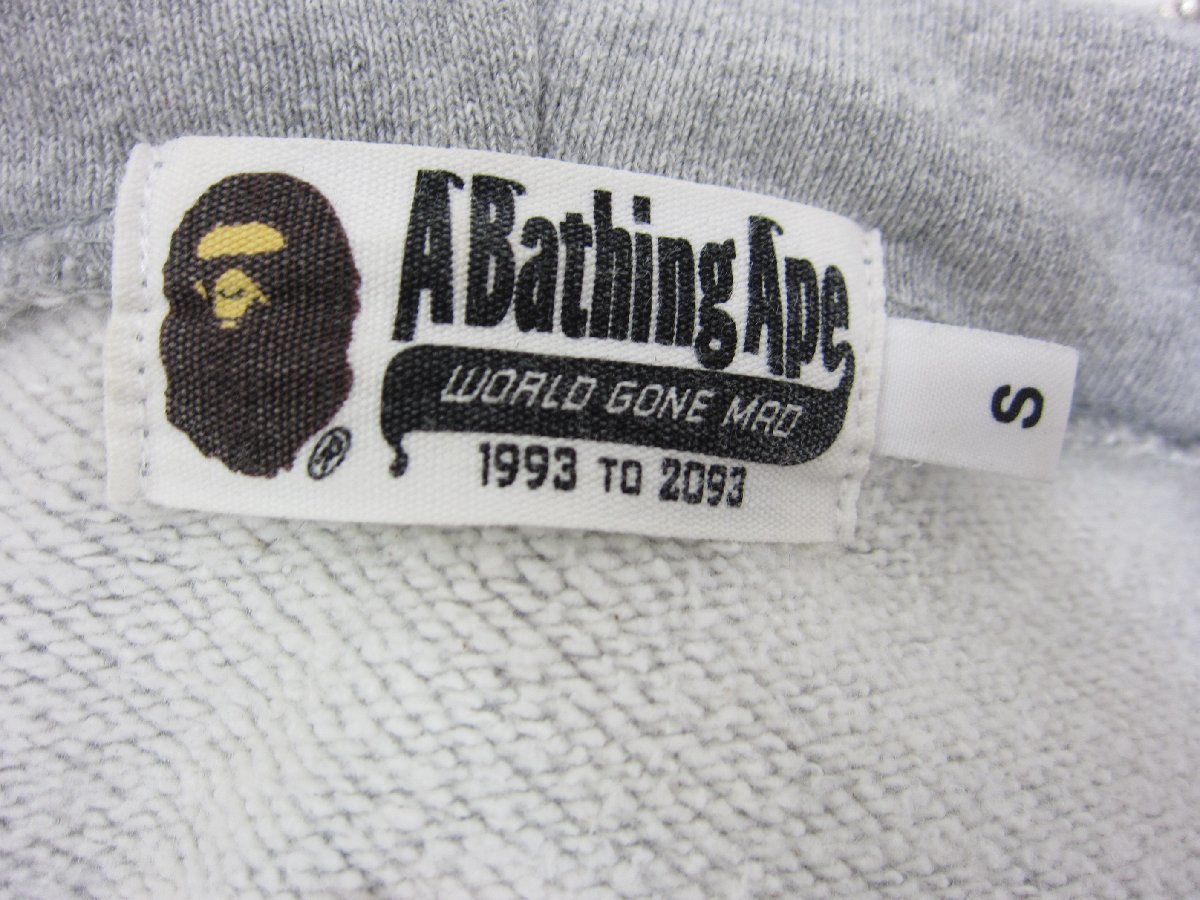 A Bathing Ape
WORLD GONE MAD
1993 TO 2093
®
S